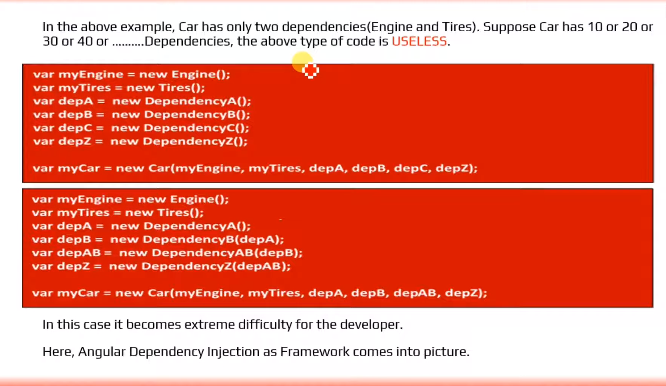 In the above example, Car has only two dependencies(Engine and Tires). Suppose Car has 10 or 20 or
30 or 40 or ..........Dependencies, the above type of code is USELESS.
var myEngine = new Engine();
var myTires = new Tires();
var depA =  new DependencyA();
var depB =  new DependencyB();
var depC =  new DependencyC();
var depZ =  new DependencyZ();
var myCar = new Car(myEngine, myTires, depA, depB, depC, depZ);
var myEngine = new Engine();
var myTires = new Tires();
var depA =  new DependencyA();
var depB =  new DependencyB(depA);
var depAB =  new DependencyAB(depB);
var depZ =  new DependencyZ(depAB);
var myCar = new Car(myEngine, myTires, depA, depB, depAB, depZ);
In this case it becomes extreme difficulty for the developer.
Here, Angular Dependency Injection as Framework comes into picture.